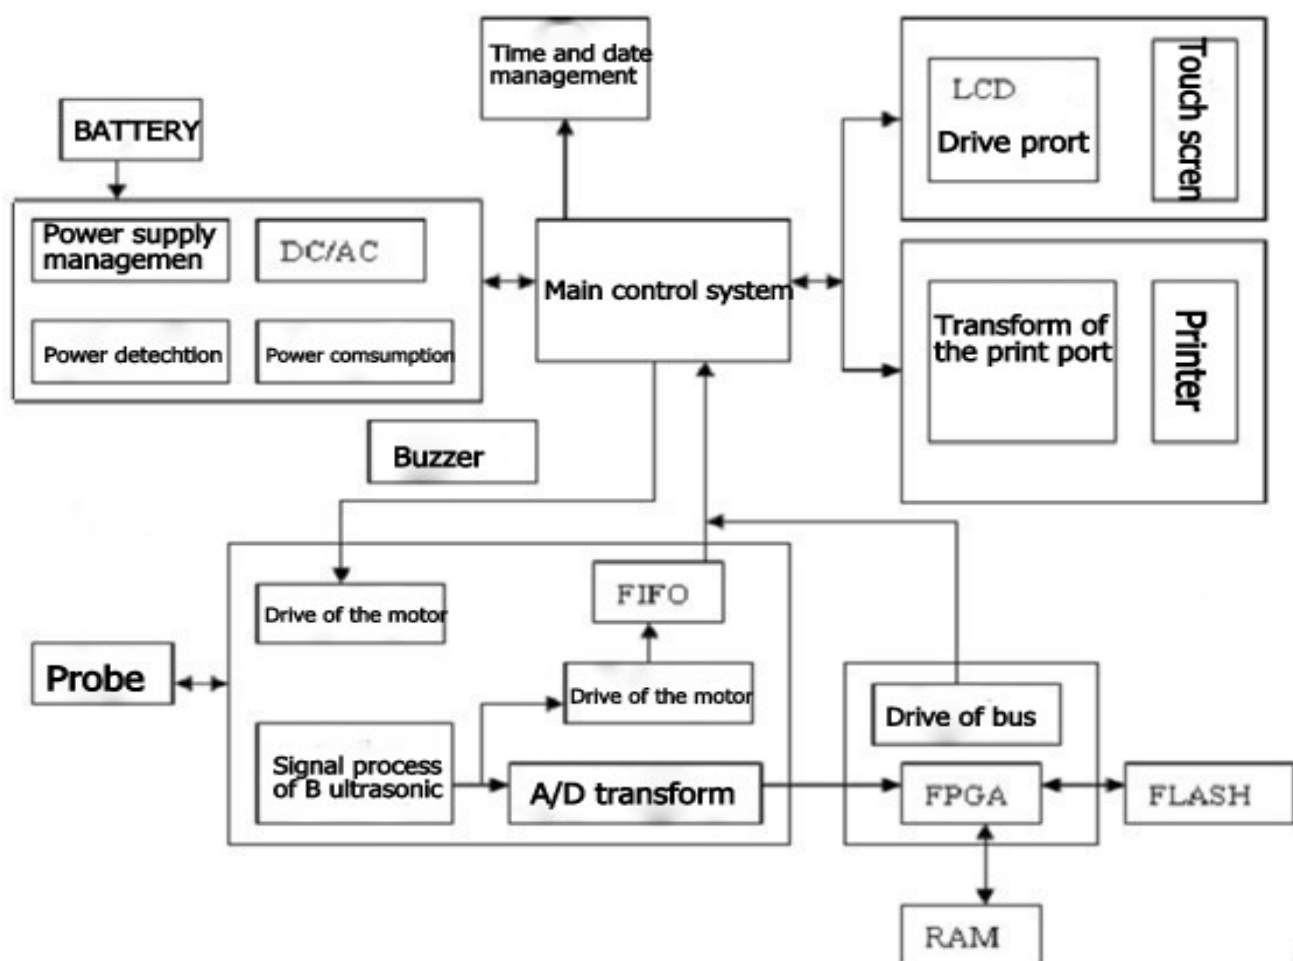 Time and date
management
LCD
Drive prort
Touch scren
BATTERY
Power supply
managemen
DC/AC
Power detechtion
Power comsumption
Main control system
Transform of
the print port
Printer
Buzzer
Drive of the motor
FIFO
Probe
Drive of the motor
Drive of bus
Signal process
of B ultrasonic
A/D transform
FPGA
FLASH
RAM